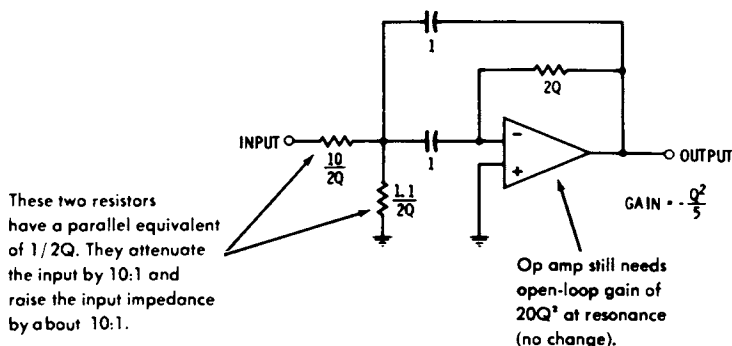 1
2Q
INPUT
10/2Q
1
-
+
OUTPUT
1.1/2Q
GAIN = -Q²/5
These two resistors
have a parallel equivalent
of 1/2Q. They attenuate
the input by 10:1 and
raise the input impedance
by about 10:1.
Op amp still needs
open-loop gain of
20Q² at resonance
(no change).